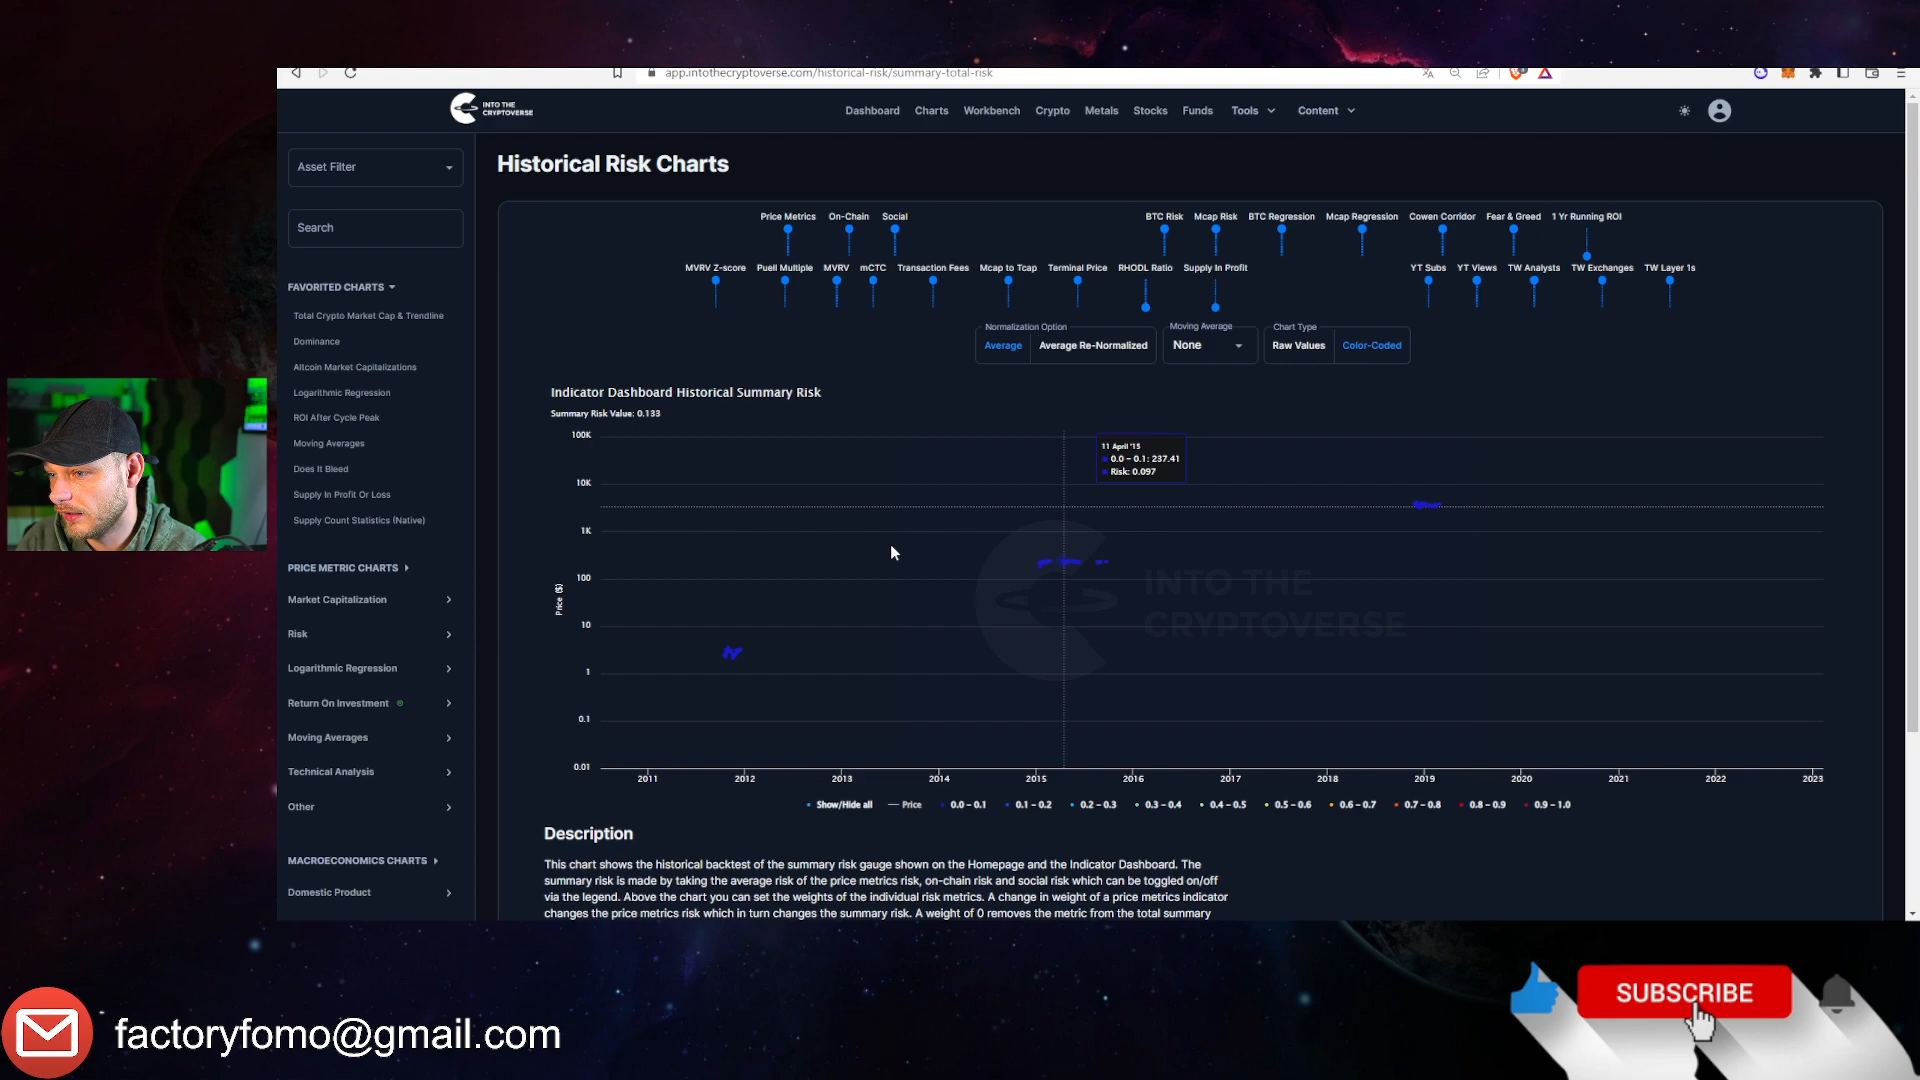 app.intothecryptoverse.com/historical-risk/summary-total-risk
INTO THE
CRYPTOVERSE
Dashboard Charts Workbench Crypto Metals Stocks Funds Tools Content
Asset Filter
Search
FAVORITED CHARTS
Total Crypto Market Cap & Trendline
Dominance
Altcoin Market Capitalizations
Logarithmic Regression
ROI After Cycle Peak
Moving Averages
Does It Bleed
Supply In Profit Or Loss
Supply Count Statistics (Native)
PRICE METRIC CHARTS
Market Capitalization
Risk
Logarithmic Regression
Return On Investment
Moving Averages
Technical Analysis
Other
MACROECONOMICS CHARTS
Domestic Product
Historical Risk Charts
Price Metrics On-Chain Social BTC Risk Mcap Risk BTC Regression Mcap Regression Cowen Corridor Fear & Greed 1 Yr Running ROI
MVRV Z-score Puell Multiple MVRV mCTC Transaction Fees Mcap to Tcap Terminal Price RHODL Ratio Supply In Profit YT Subs YT Views TW Analysts TW Exchanges TW Layer 1s
Normalization Option Moving Average Chart Type
Average Average Re-Normalized None Raw Values Color-Coded
Indicator Dashboard Historical Summary Risk
Summary Risk Value: 0.133
100K
10K
1K
100
10
1
0.1
0.01
Price ($)
11 April '15
0.0 – 0.1: 237.41
Risk: 0.097
INTO THE
CRYPTOVERSE
2011 2012 2013 2014 2015 2016 2017 2018 2019 2020 2021 2022 2023
Show/Hide all Price 0.0 – 0.1 0.1 – 0.2 0.2 – 0.3 0.3 – 0.4 0.4 – 0.5 0.5 – 0.6 0.6 – 0.7 0.7 – 0.8 0.8 – 0.9 0.9 – 1.0
Description
This chart shows the historical backtest of the summary risk gauge shown on the Homepage and the Indicator Dashboard. The
summary risk is made by taking the average risk of the price metrics risk, on-chain risk and social risk which can be toggled on/off
via the legend. Above the chart you can set the weights of the individual risk metrics. A change in weight of a price metrics indicator
changes the price metrics risk which in turn changes the summary risk. A weight of 0 removes the metric from the total summary
factoryfomo@gmail.com
SUBSCRIBE